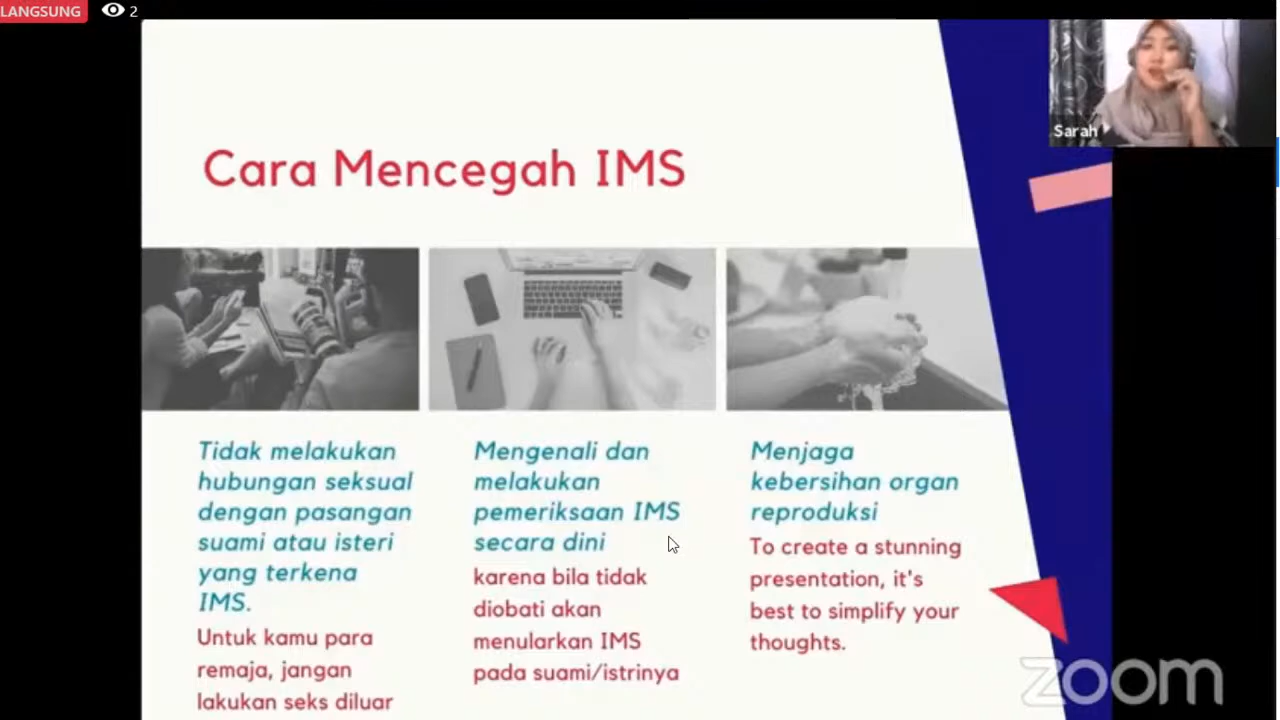 LANGSUNG 2
Sarah
Cara Mencegah IMS
Tidak melakukan
hubungan seksual
dengan pasangan
suami atau isteri
yang terkena
IMS.
Untuk kamu para
remaja, jangan
lakukan seks diluar
Mengenali dan
melakukan
pemeriksaan IMS
secara dini
karena bila tidak
diobati akan
menularkan IMS
pada suami/istrinya
Menjaga
kebersihan organ
reproduksi
To create a stunning
presentation, it's
best to simplify your
thoughts.
zoom